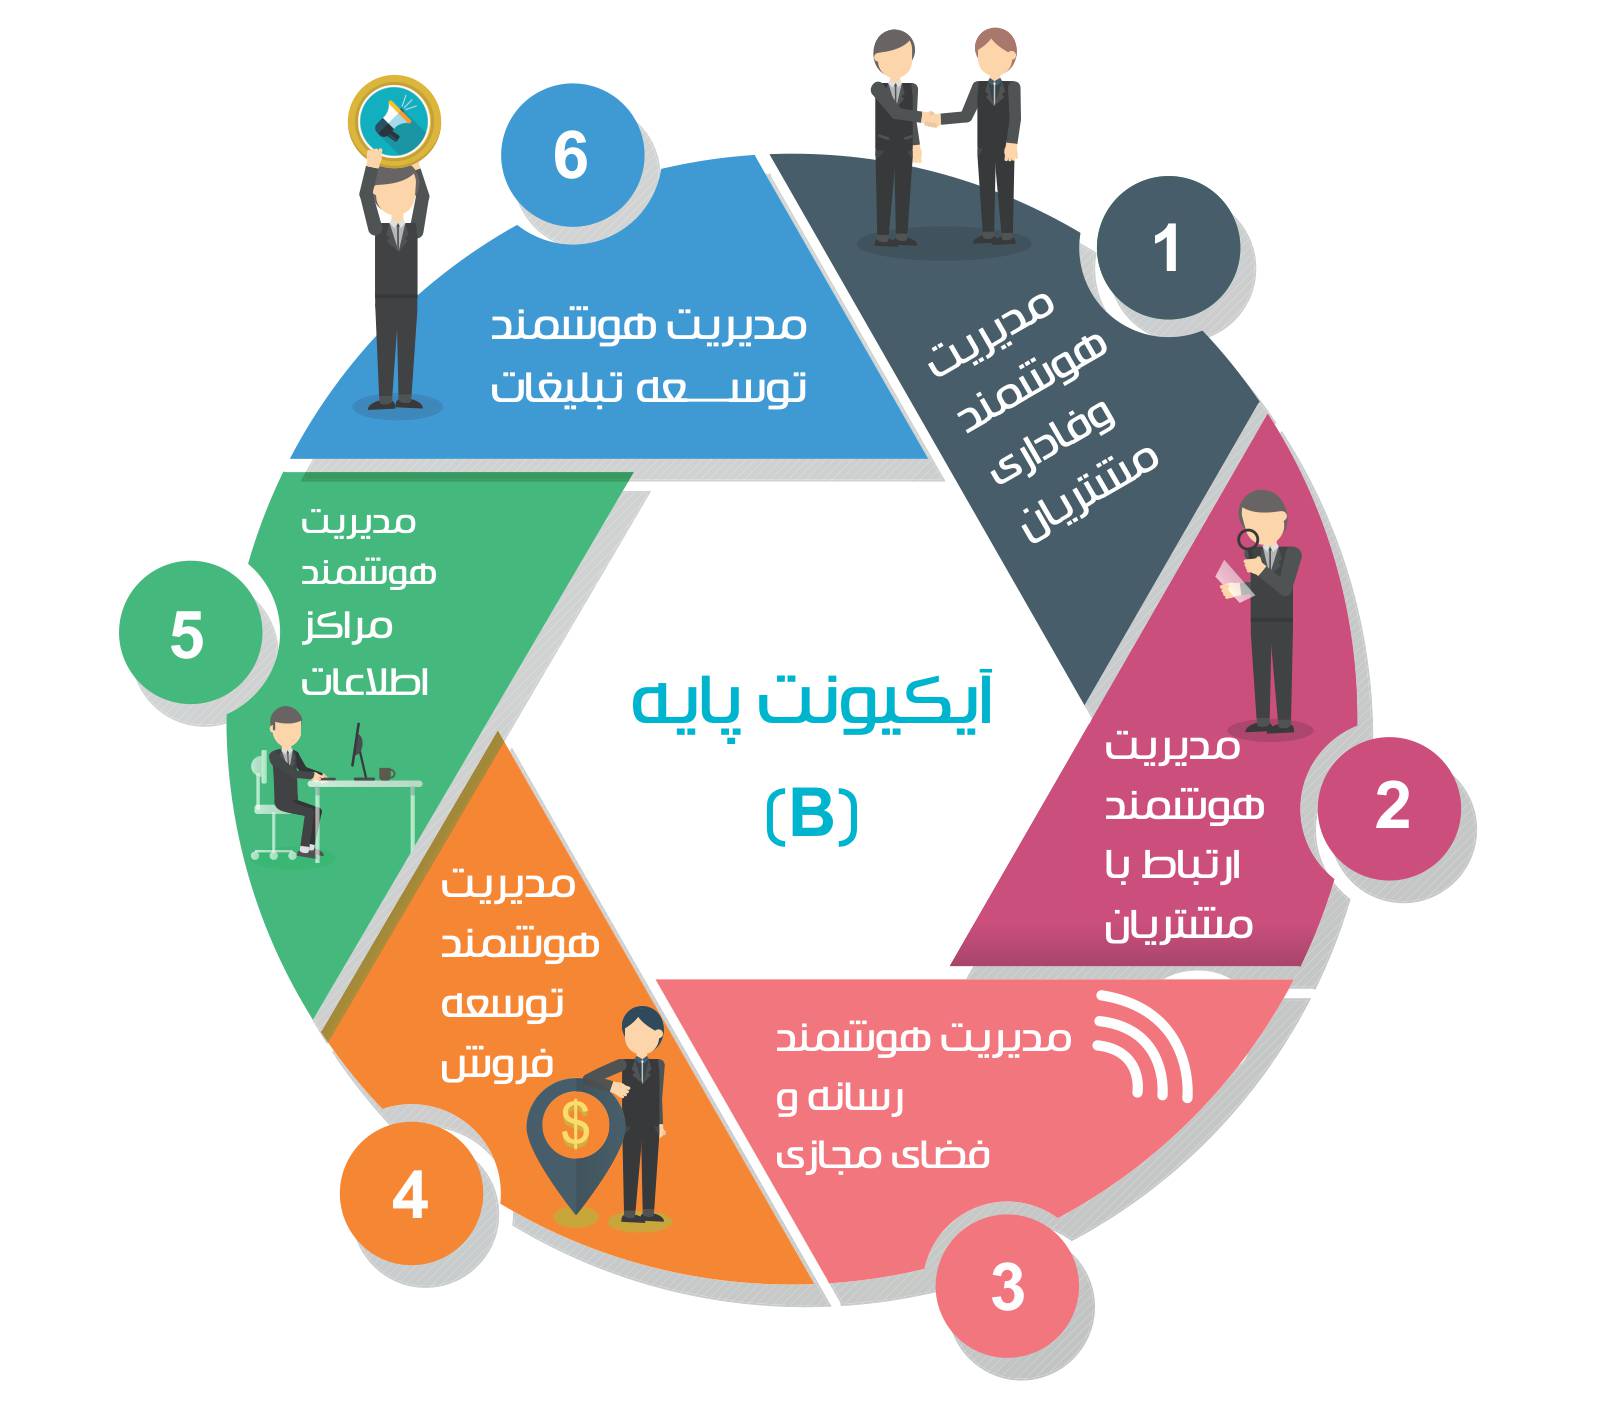 آیکیونت پایه
(B)
1
مدیریت
هوشمند
وفاداری
مشتریان
2
مدیریت
هوشمند
ارتباط با
مشتریان
3
مدیریت هوشمند
رسانه و
فضای مجازی
4
مدیریت
هوشمند
توسعه
فروش
$
5
مدیریت
هوشمند
مراکز
اطلاعات
6
مدیریت هوشمند
توســعه تبلیغات